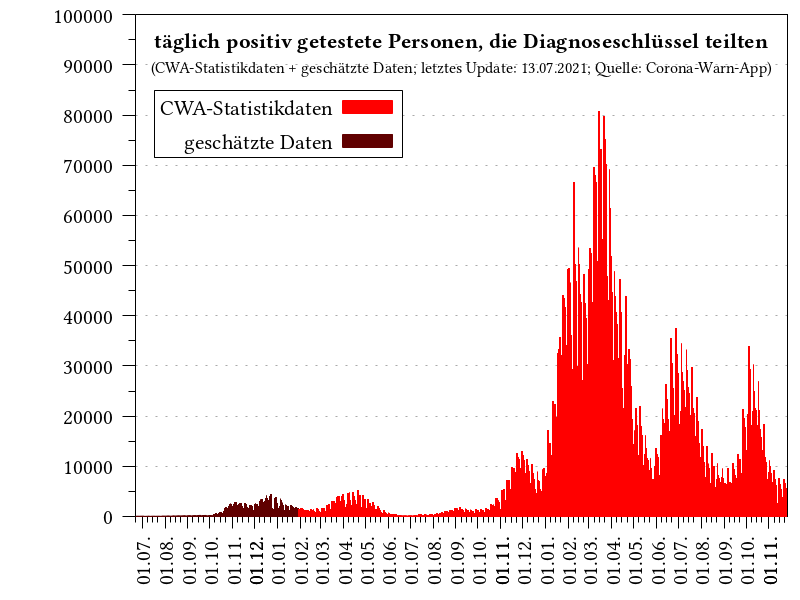 täglich positiv getestete Personen, die Diagnoseschlüssel teilten
(CWA-Statistikdaten + geschätzte Daten; letztes Update: 13.07.2021; Quelle: Corona-Warn-App)
CWA-Statistikdaten
geschätzte Daten
100000
90000
80000
70000
60000
50000
40000
30000
20000
10000
0
01.07. 01.08. 01.09. 01.10. 01.11. 01.12. 01.01. 01.02. 01.03. 01.04. 01.05. 01.06. 01.07. 01.08. 01.09. 01.10. 01.11. 01.12. 01.01. 01.02. 01.03. 01.04. 01.05. 01.06. 01.07. 01.08. 01.09. 01.10. 01.11.